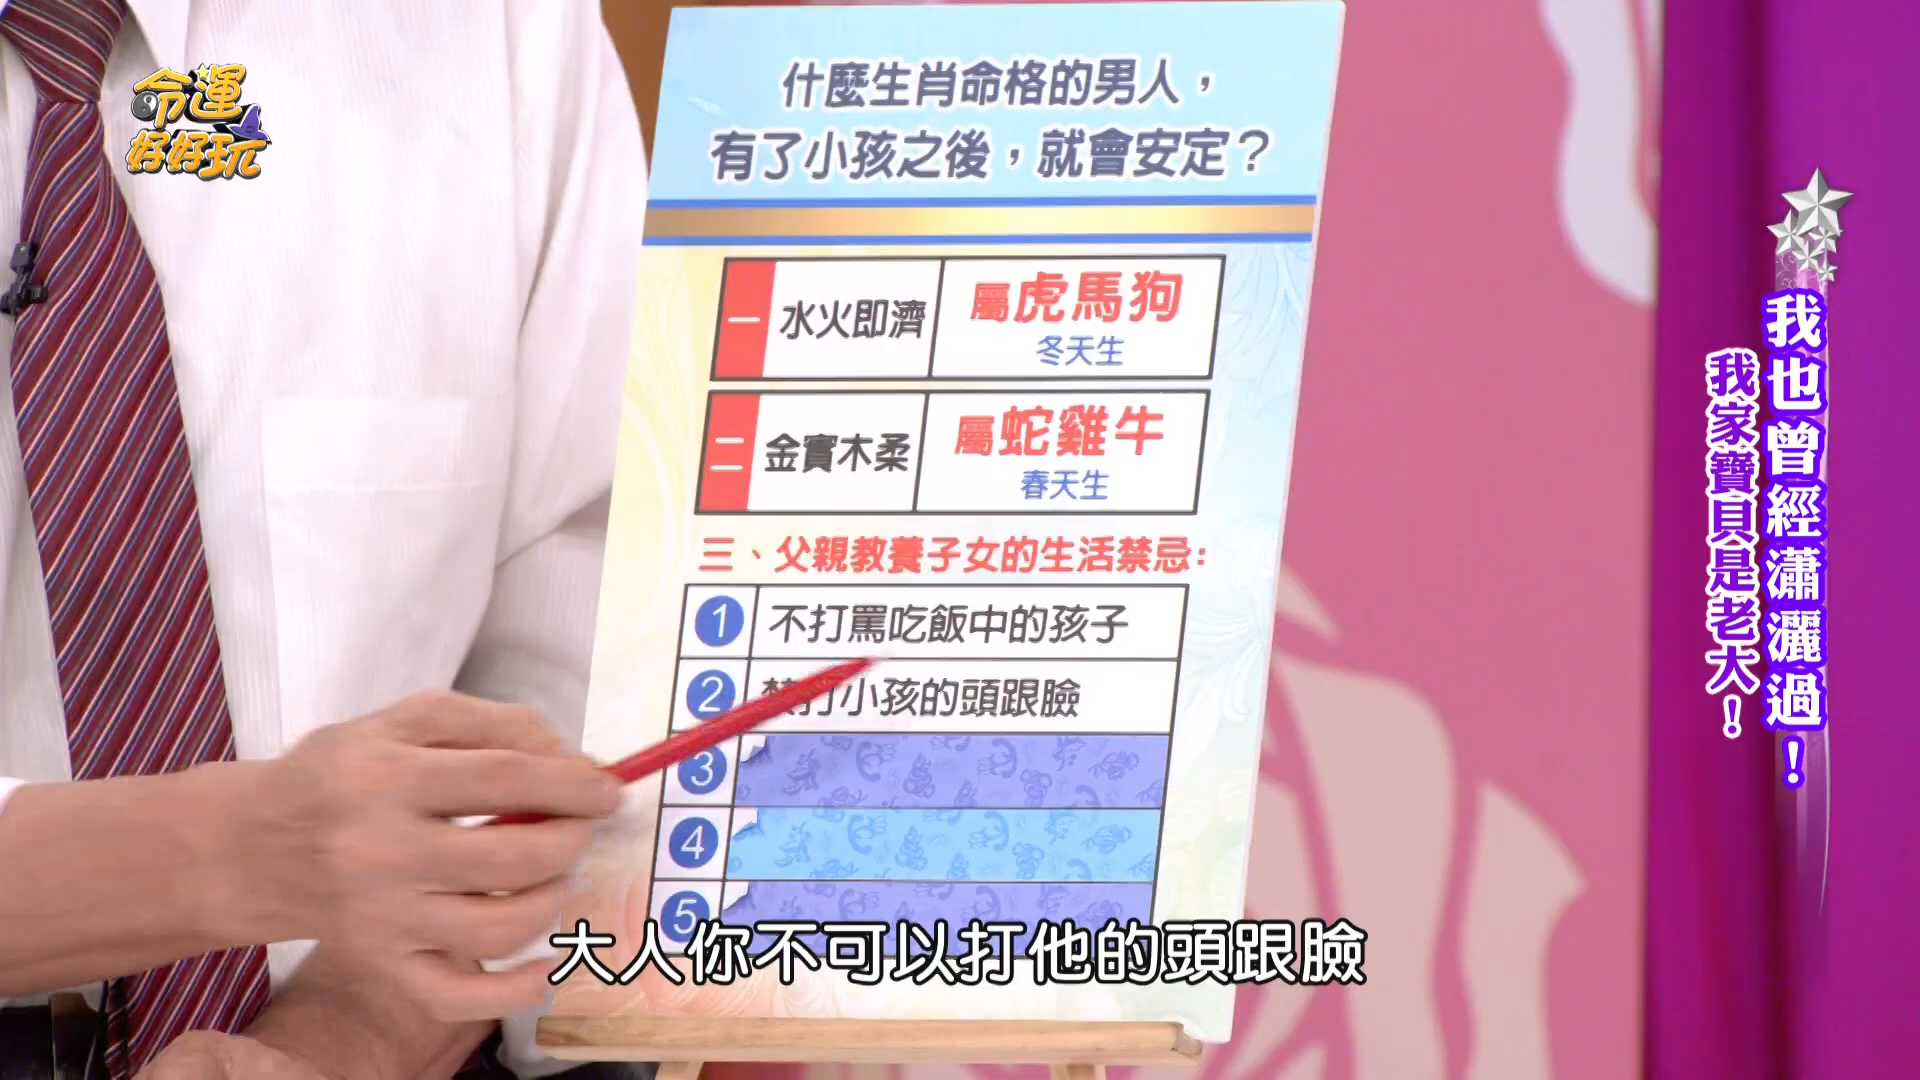 命運
好好玩
什麼生肖命格的男人，
有了小孩之後，就會安定？
一 水火即濟 屬虎馬狗
冬天生
二 金實木柔 屬蛇雞牛
春天生
三、父親教養子女的生活禁忌:
1 不打罵吃飯中的孩子
2 打小孩的頭跟臉
3
4
5
大人你不可以打他的頭跟臉
我也曾經瀟灑過！
我家寶貝是老大！